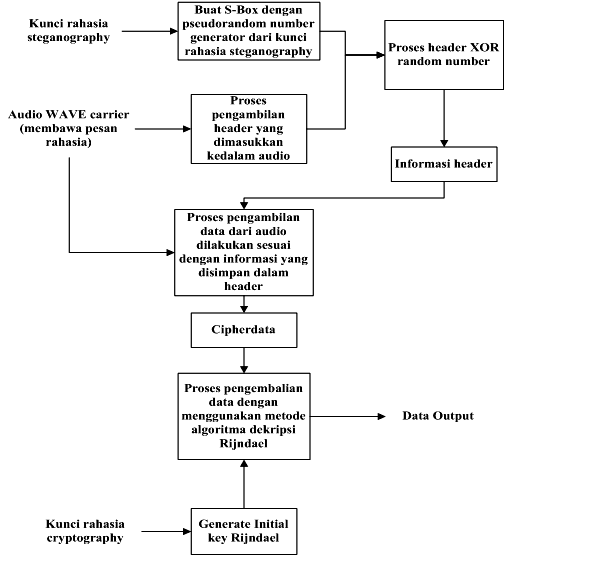 Kunci rahasia
steganography
Buat S-Box dengan
pseudorandom number
generator dari kunci
rahasia steganography
Proses header XOR
random number
Audio WAVE carrier
(membawa pesan
rahasia)
Proses
pengambilan
header yang
dimasukkan
kedalam audio
Informasi header
Proses pengambilan
data dari audio
dilakukan sesuai
dengan informasi yang
disimpan dalam
header
Cipherdata
Proses pengembalian
data dengan
menggunakan metode
algoritma dekripsi
Rijndael
Data Output
Kunci rahasia
cryptography
Generate Initial
key Rijndael